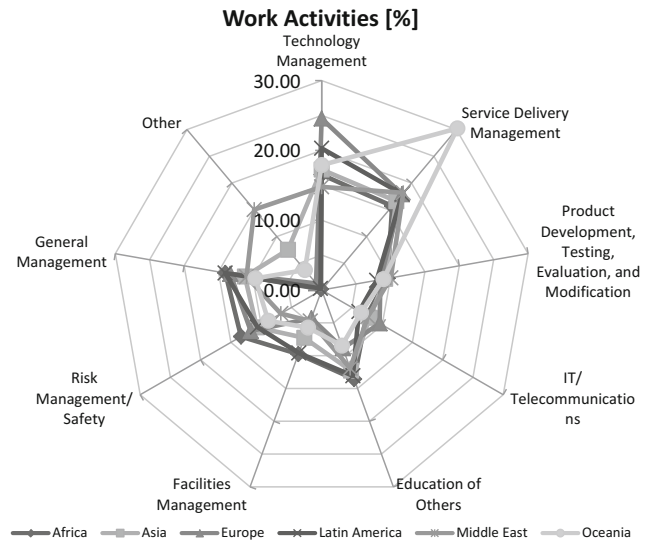 Work Activities [%]
Technology
Management
30.00
Service Delivery
Management
Other
20.00
Product
Development,
Testing,
Evaluation, and
Modification
General
Management
10.00
0.00
Risk
Management/
Safety
IT/
Telecommunicatio
ns
Facilities
Management
Education of
Others
Africa
Asia
Europe
Latin America
Middle East
Oceania